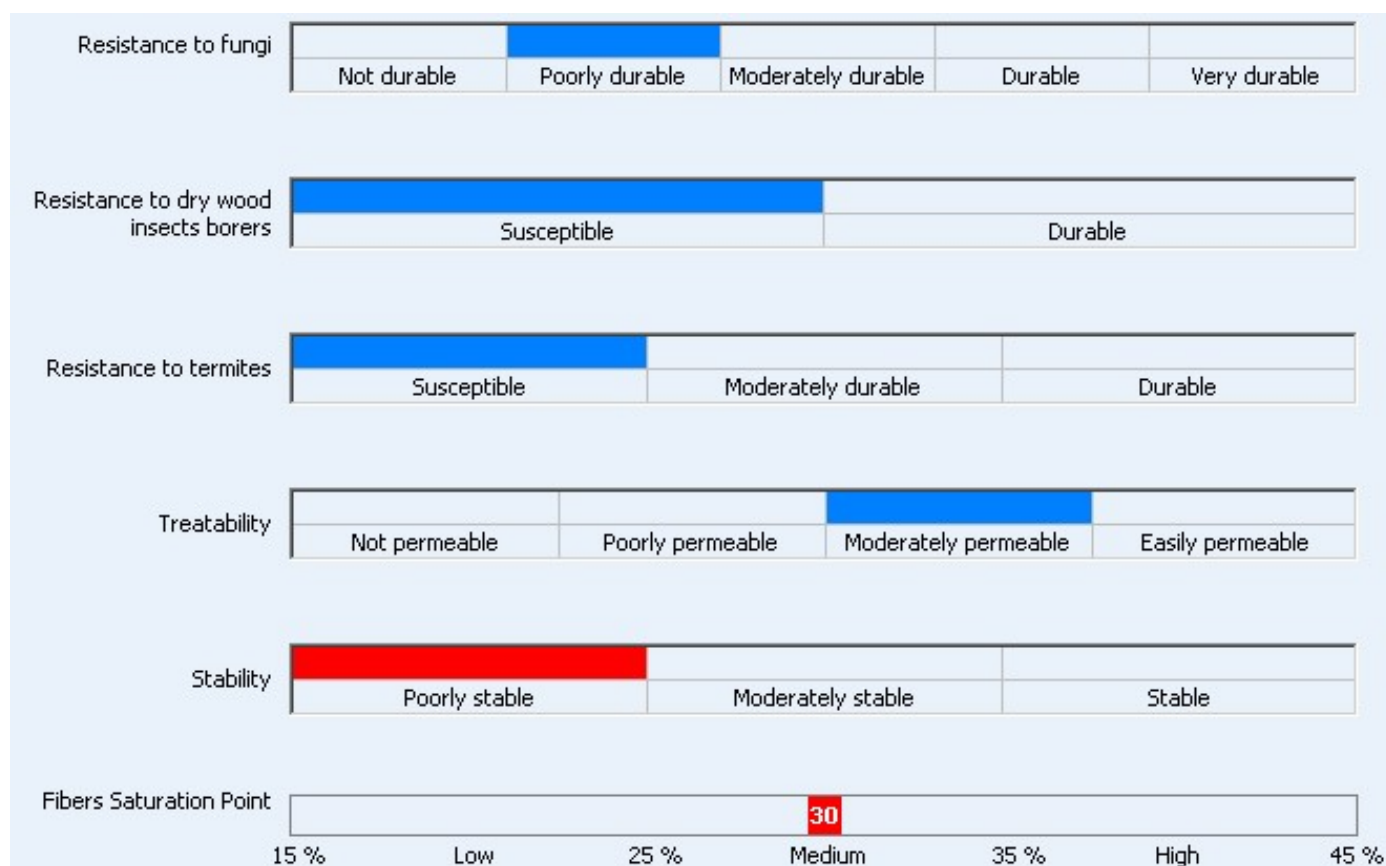 Resistance to fungi
Not durable Poorly durable Moderately durable Durable Very durable
Resistance to dry wood
insects borers
Susceptible Durable
Resistance to termites
Susceptible Moderately durable Durable
Treatability
Not permeable Poorly permeable Moderately permeable Easily permeable
Stability
Poorly stable Moderately stable Stable
Fibers Saturation Point
30
15 % Low 25 % Medium 35 % High 45 %